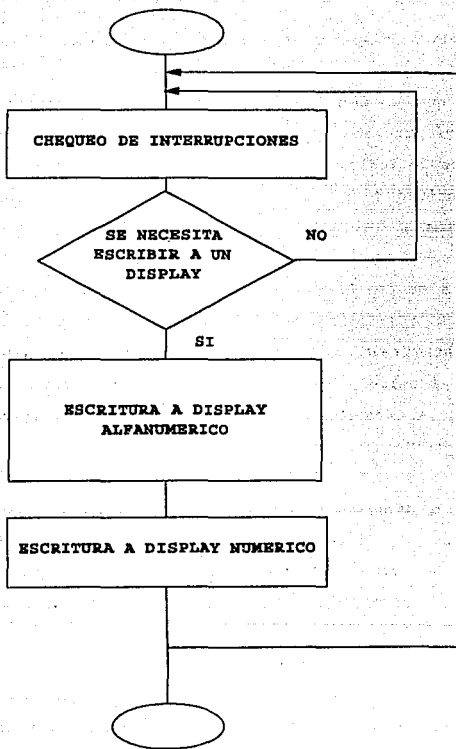 CHEQUEO DE INTERRUPCIONES
SE NECESITA
ESCRIBIR A UN
DISPLAY
NO
SI
ESCRITURA A DISPLAY
ALFANUMERICO
ESCRITURA A DISPLAY NUMERICO